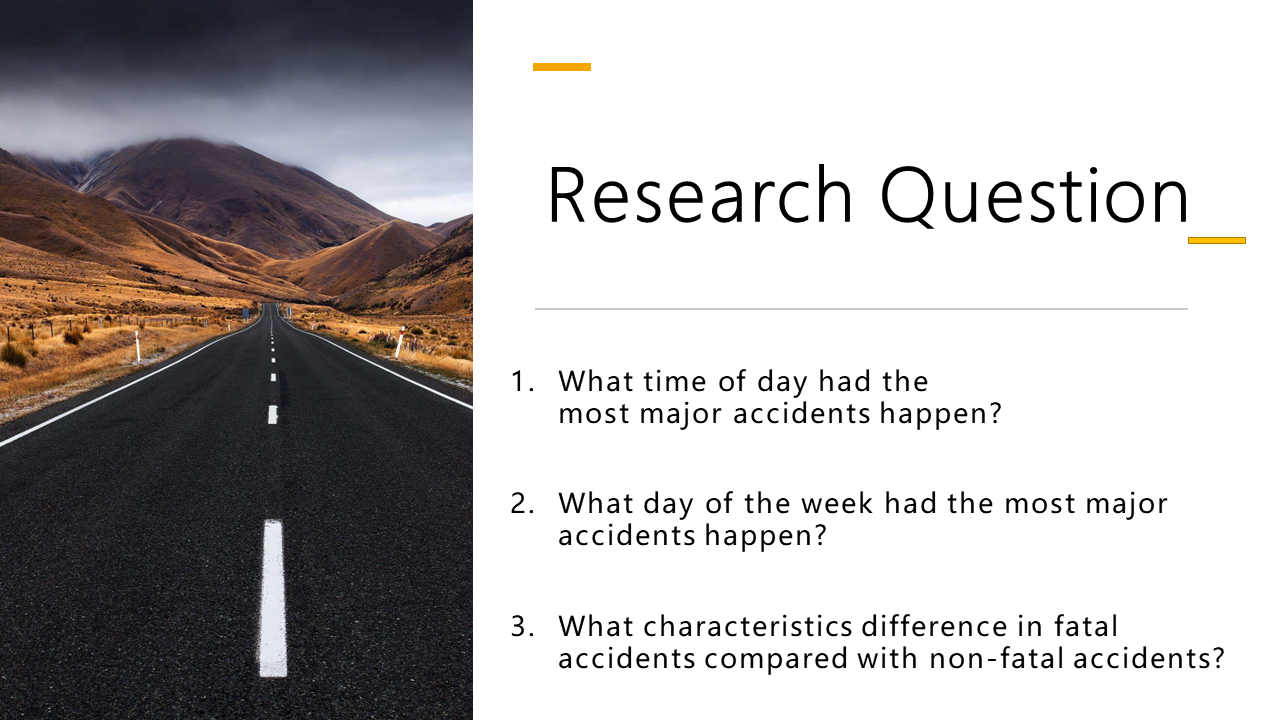 Research Question
1. What time of day had the
most major accidents happen?
2. What day of the week had the most major
accidents happen?
3. What characteristics difference in fatal
accidents compared with non-fatal accidents?